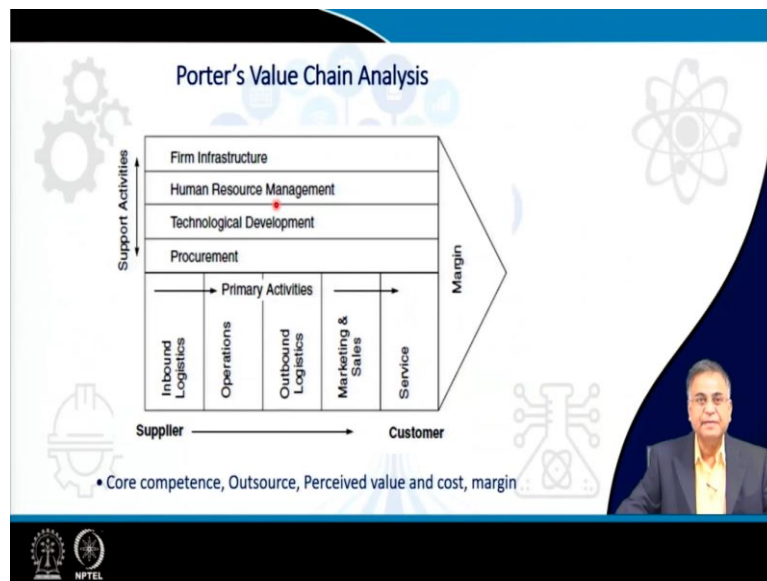 Porter's Value Chain Analysis
Support Activities
Firm Infrastructure
Human Resource Management
Technological Development
Procurement
Primary Activities
Inbound
Logistics
Operations
Outbound
Logistics
Marketing &
Sales
Service
Margin
Supplier
Customer
• Core competence, Outsource, Perceived value and cost, margin
NPTEL